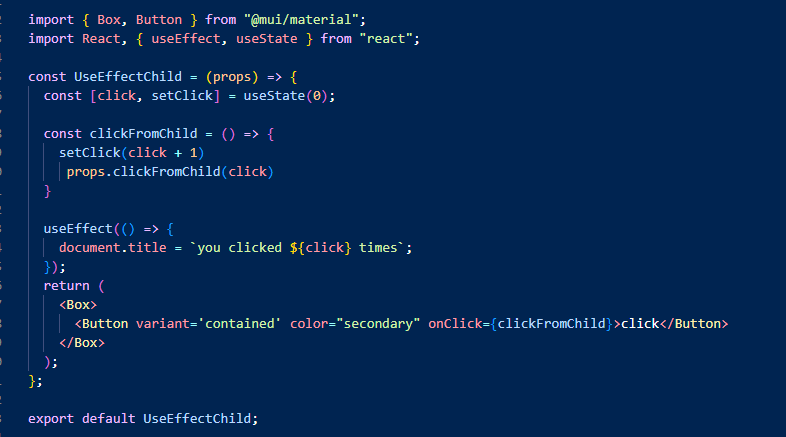 import { Box, Button } from "@mui/material";
import React, { useEffect, useState } from "react";
const UseEffectChild = (props) => {
const [click, setClick] = useState(0);
const clickFromChild = () => {
setClick(click + 1)
props.clickFromChild(click)
}
useEffect(() => {
document.title = `you clicked ${click} times`;
});
return (
<Box>
<Button variant='contained' color="secondary" onClick={clickFromChild}>click</Button>
</Box>
);
};
export default UseEffectChild;